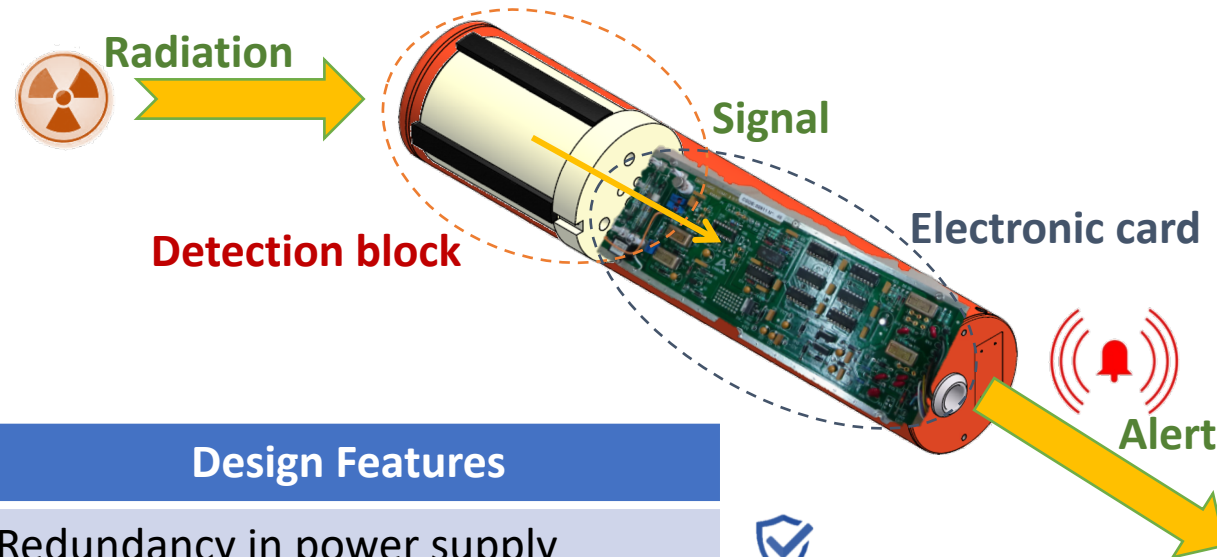 Radiation
Signal
Electronic card
Detection block
Alert
Design Features
Redundancy in power supply